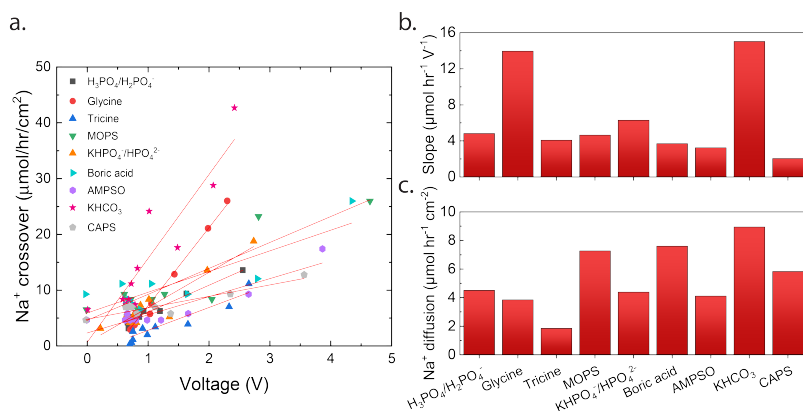 a.
Na⁺ crossover (μmol/hr/cm²)
50
40
30
20
10
0
H₃PO₄/H₂PO₄⁻
Glycine
Tricine
MOPS
KHPO₄⁻/HPO₄²⁻
Boric acid
AMPSO
KHCO₃
CAPS
0 1 2 3 4 5
Voltage (V)
b.
Slope (μmol hr⁻¹ V⁻¹)
16
12
8
4
0
c.
Na⁺ diffusion (μmol hr⁻¹ cm⁻²)
10
8
6
4
2
0
H₃PO₄/H₂PO₄⁻
Glycine
Tricine
MOPS
KHPO₄⁻/HPO₄²⁻
Boric acid
AMPSO
KHCO₃
CAPS